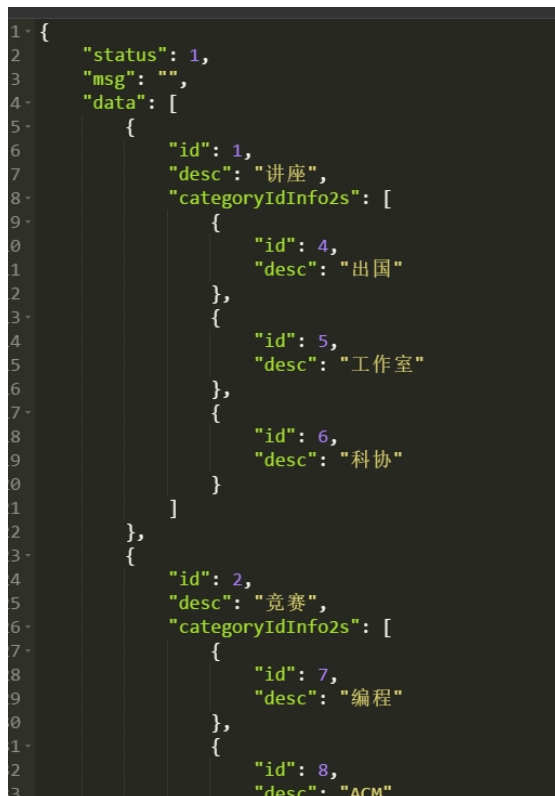 1 {
2 "status": 1,
3 "msg": "",
4 "data": [
5 {
6 "id": 1,
7 "desc": "讲座",
8 "categoryIdInfo2s": [
9 {
0 "id": 4,
1 "desc": "出国"
2 },
3 {
4 "id": 5,
5 "desc": "工作室"
6 },
7 {
8 "id": 6,
9 "desc": "科协"
0 }
1 ]
2 },
3 {
4 "id": 2,
5 "desc": "竞赛",
6 "categoryIdInfo2s": [
7 {
8 "id": 7,
9 "desc": "编程"
0 },
1 {
2 "id": 8,
3 "desc": "ACM"